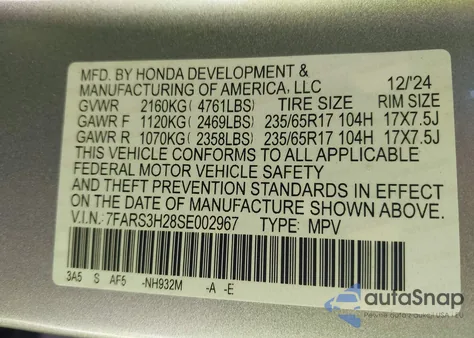 MFD. BY HONDA DEVELOPMENT &
MANUFACTURING OF AMERICA, LLC 12/'24
GVWR 2160KG ( 4761LBS) TIRE SIZE RIM SIZE
GAWR F 1120KG ( 2469LBS) 235/65R17 104H 17X7.5J
GAWR R 1070KG ( 2358LBS) 235/65R17 104H 17X7.5J
THIS VEHICLE CONFORMS TO ALL APPLICABLE
FEDERAL MOTOR VEHICLE SAFETY
AND THEFT PREVENTION STANDARDS IN EFFECT
ON THE DATE OF MANUFACTURE SHOWN ABOVE.
V.I.N: 7FARS3H28SE002967 TYPE: MPV
3A5 S AF5 -NH932M -A -E
autoSnap